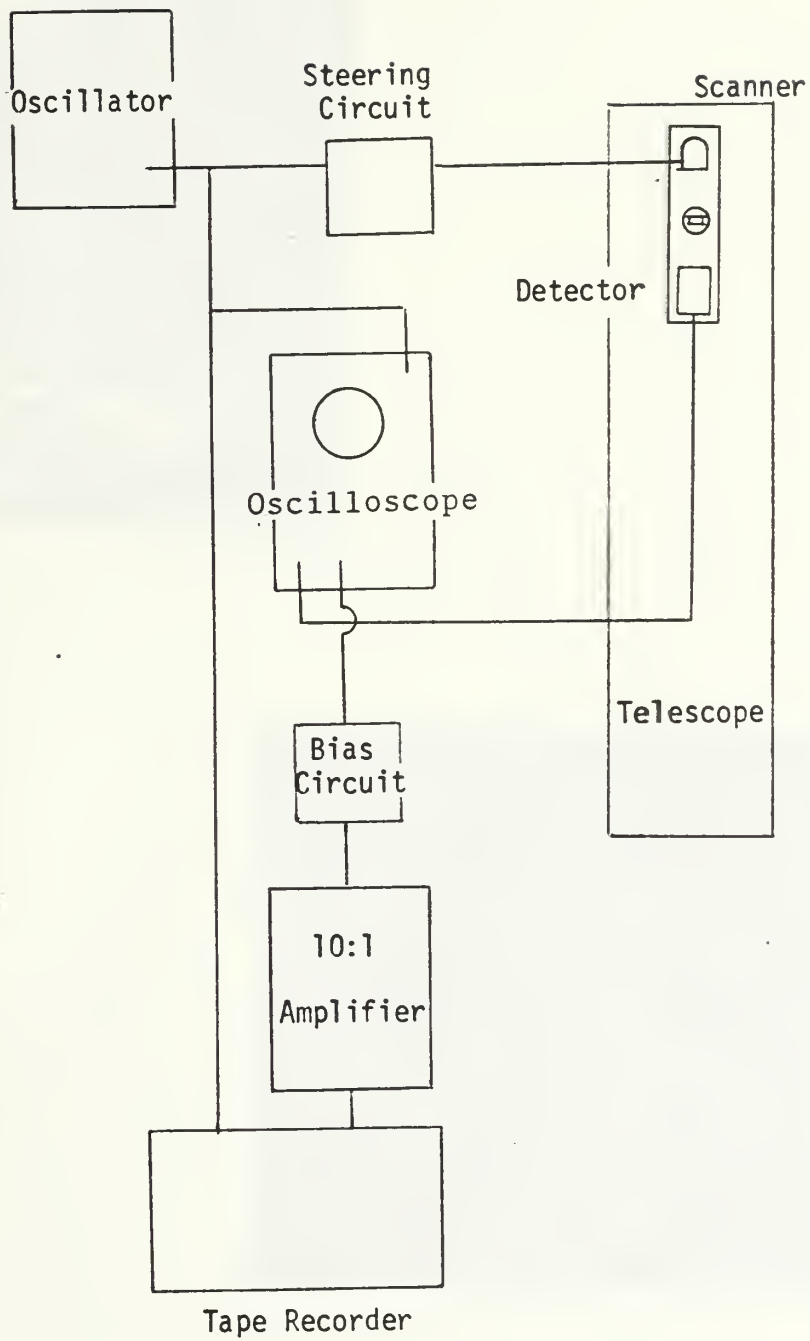 Oscillator
Steering
Circuit
Scanner
Detector
Oscilloscope
Telescope
Bias
Circuit
10:1
Amplifier
Tape Recorder